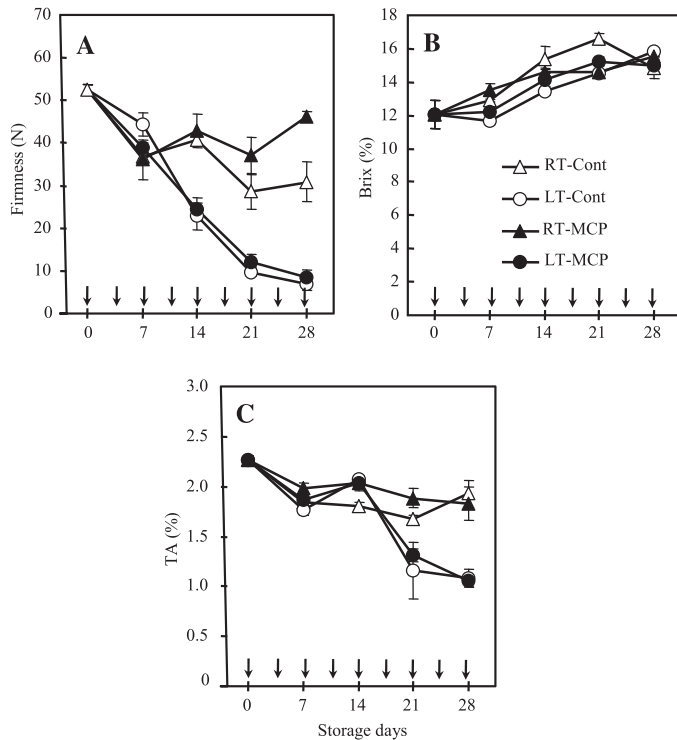 A
Firmness (N)
70
60
50
40
30
20
10
0
0 7 14 21 28
B
Brix (%)
18
16
14
12
10
8
6
4
2
0
0 7 14 21 28
RT-Cont
LT-Cont
RT-MCP
LT-MCP
C
TA (%)
3.0
2.5
2.0
1.5
1.0
0.5
0
0 7 14 21 28
Storage days